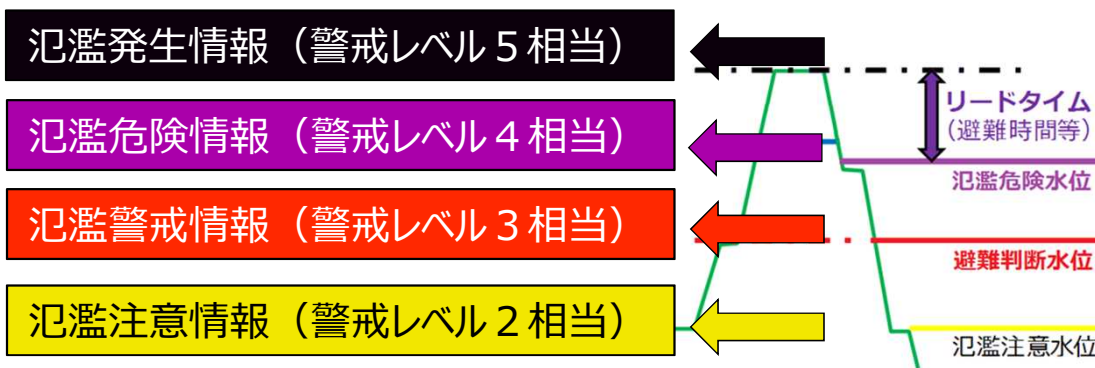 氾濫発生情報（警戒レベル５相当）
氾濫危険情報（警戒レベル４相当）
氾濫警戒情報（警戒レベル３相当）
氾濫注意情報（警戒レベル２相当）
リードタイム
（避難時間等）
氾濫危険水位
避難判断水位
氾濫注意水位